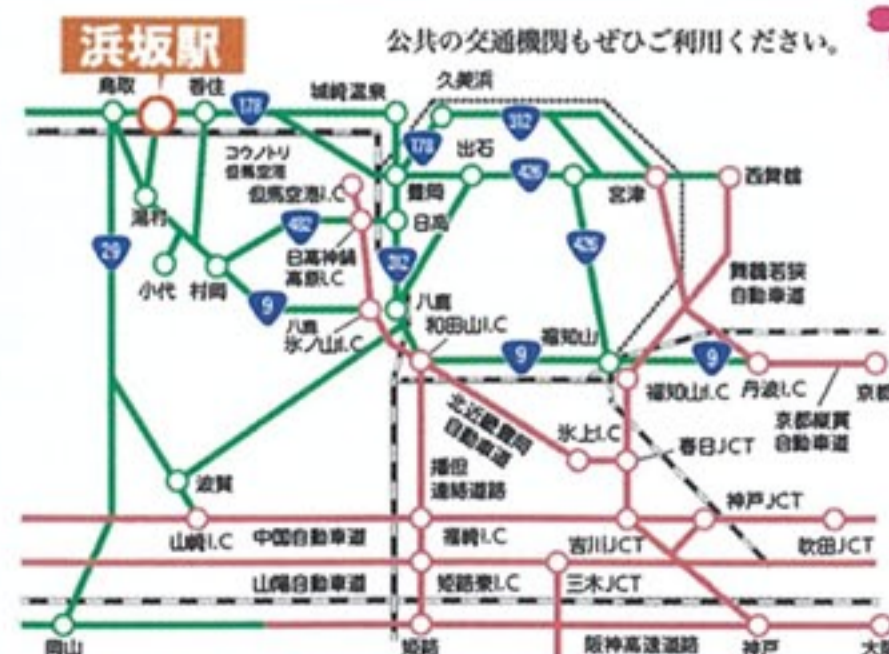 浜坂駅
公共の交通機関もぜひご利用ください。
鳥取
香住
178
城崎温泉
久美浜
312
178
コウノトリ
但馬空港
但馬空港I.C
出石
426
豊岡
宮津
西舞鶴
湯村
482
日高
29
日高神鍋
高原I.C
312
426
舞鶴若狭
自動車道
小代
村岡
9
八鹿
八鹿
氷ノ山I.C
和田山I.C
福知山
9
9
福知山I.C
丹波I.C
京都
京都縦貫
自動車道
北近畿豊岡
自動車道
氷上I.C
春日JCT
播但
連絡道路
波賀
神戸JCT
山崎I.C
中国自動車道
福崎I.C
吉川JCT
吹田JCT
山陽自動車道
姫路東I.C
三木JCT
岡山
姫路
阪神高速道路
神戸